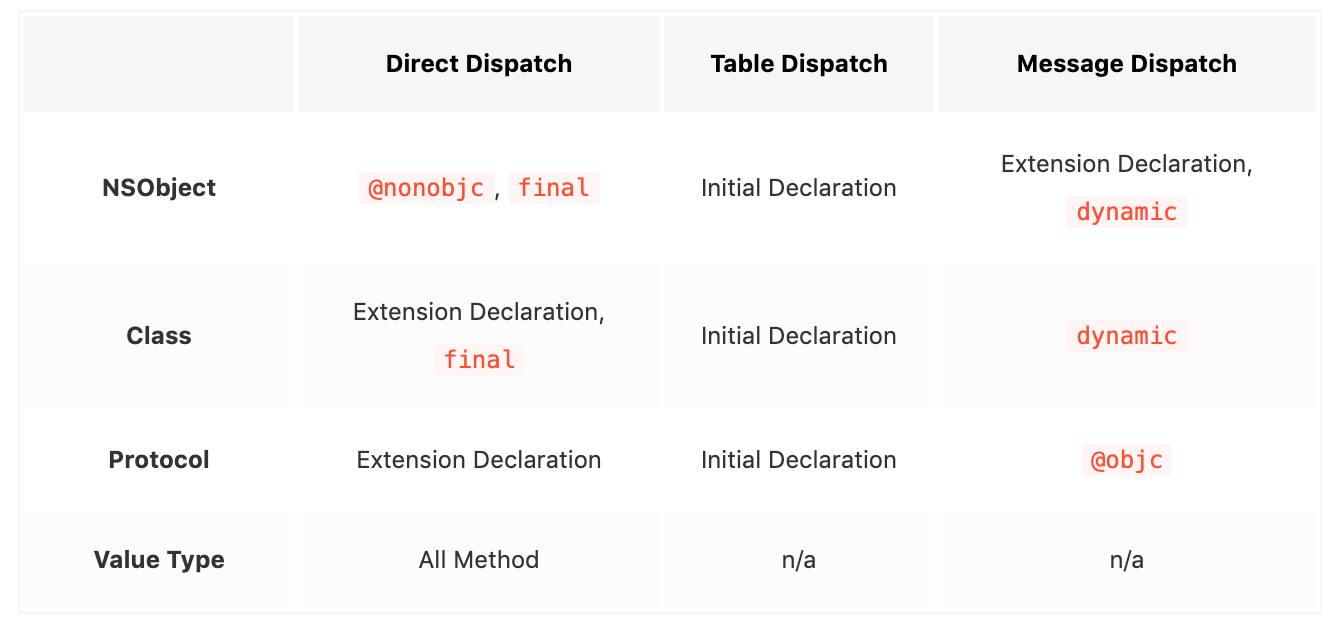 Direct Dispatch Table Dispatch Message Dispatch
NSObject @nonobjc, final Initial Declaration Extension Declaration,
dynamic
Class Extension Declaration,
final Initial Declaration dynamic
Protocol Extension Declaration Initial Declaration @objc
Value Type All Method n/a n/a